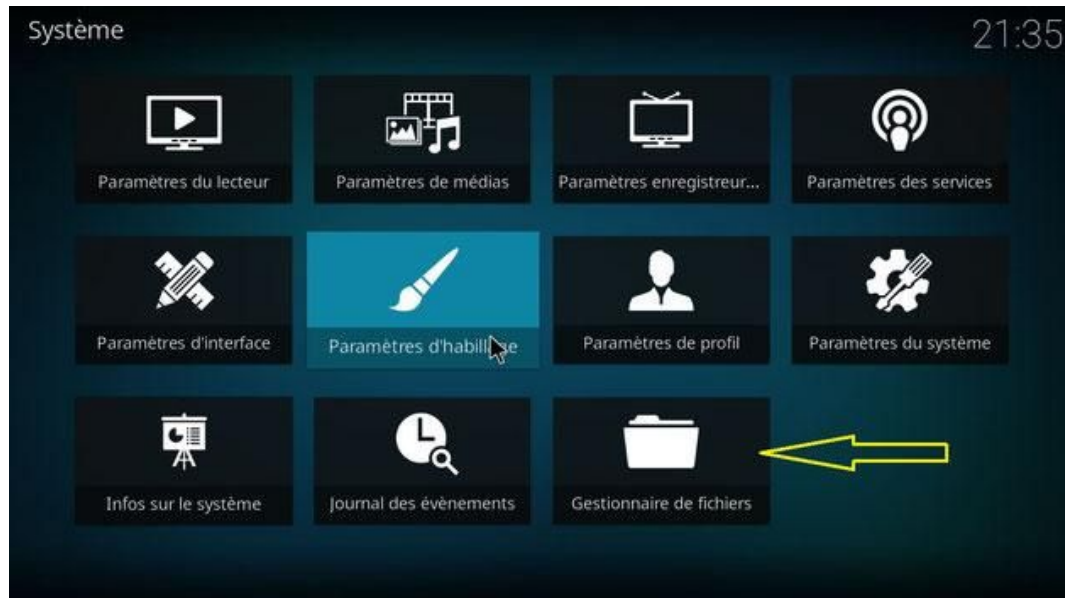 Système
21:35
Paramètres du lecteur
Paramètres de médias
Paramètres enregistreur...
Paramètres des services
Paramètres d'interface
Paramètres d'habillage
Paramètres de profil
Paramètres du système
Infos sur le système
Journal des évènements
Gestionnaire de fichiers